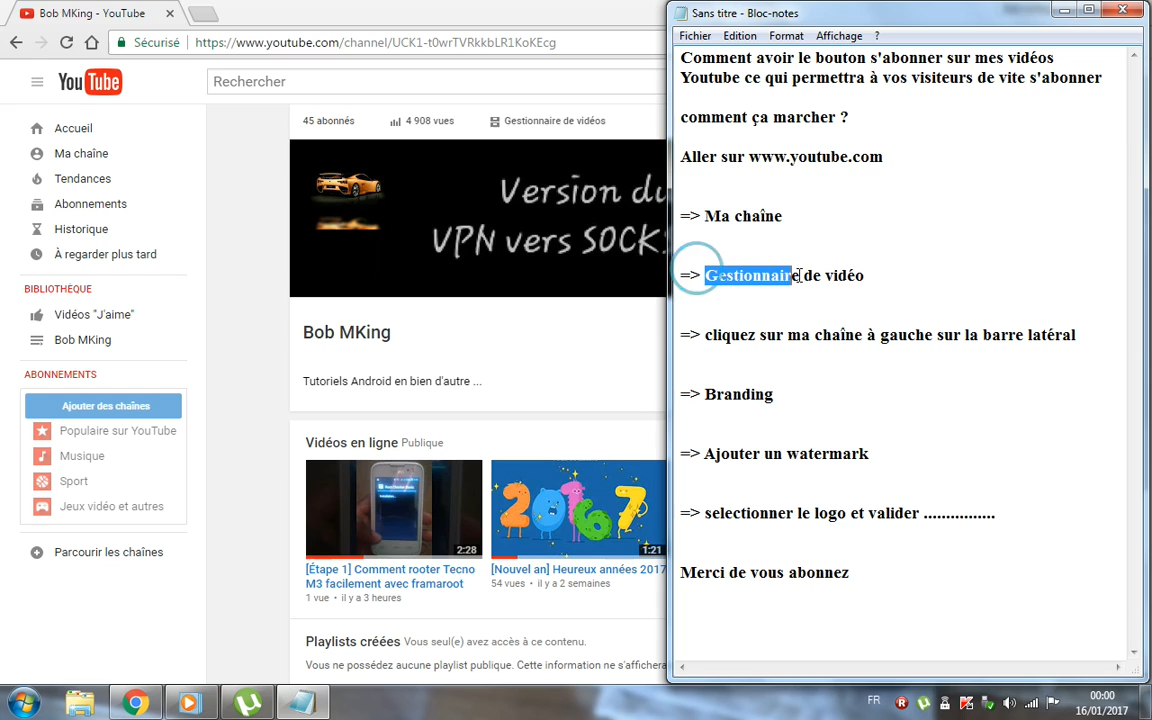 Bob MKing - YouTube
Sécurisé
https://www.youtube.com/channel/UCK1-t0wrTVRkkbLR1KoKEcg
YouTube
Rechercher
Accueil
Ma chaîne
Tendances
Abonnements
Historique
À regarder plus tard
BIBLIOTHÈQUE
Vidéos "J'aime"
Bob MKing
ABONNEMENTS
Ajouter des chaînes
Populaire sur YouTube
Musique
Sport
Jeux vidéo et autres
Parcourir les chaînes
45 abonnés
4 908 vues
Gestionnaire de vidéos
Version du
VPN vers SOCK
Bob MKing
Tutoriels Android en bien d'autre ...
Vidéos en ligne Publique
2:28
1:21
[Étape 1] Comment rooter Tecno
M3 facilement avec framaroot
1 vue • il y a 3 heures
[Nouvel an] Heureux années 2017
54 vues • il y a 2 semaines
Playlists créées Vous seul(e) avez accès à ce contenu.
Vous ne possédez aucune playlist publique. Cette information ne s'affichera
Sans titre - Bloc-notes
Fichier Edition Format Affichage ?
Comment avoir le bouton s'abonner sur mes vidéos
Youtube ce qui permettra à vos visiteurs de vite s'abonner
comment ça marcher ?
Aller sur www.youtube.com
=> Ma chaîne
=> Gestionnaire de vidéo
=> cliquez sur ma chaîne à gauche sur la barre latéral
=> Branding
=> Ajouter un watermark
=> selectionner le logo et valider ................
Merci de vous abonnez
FR
00:00
16/01/2017